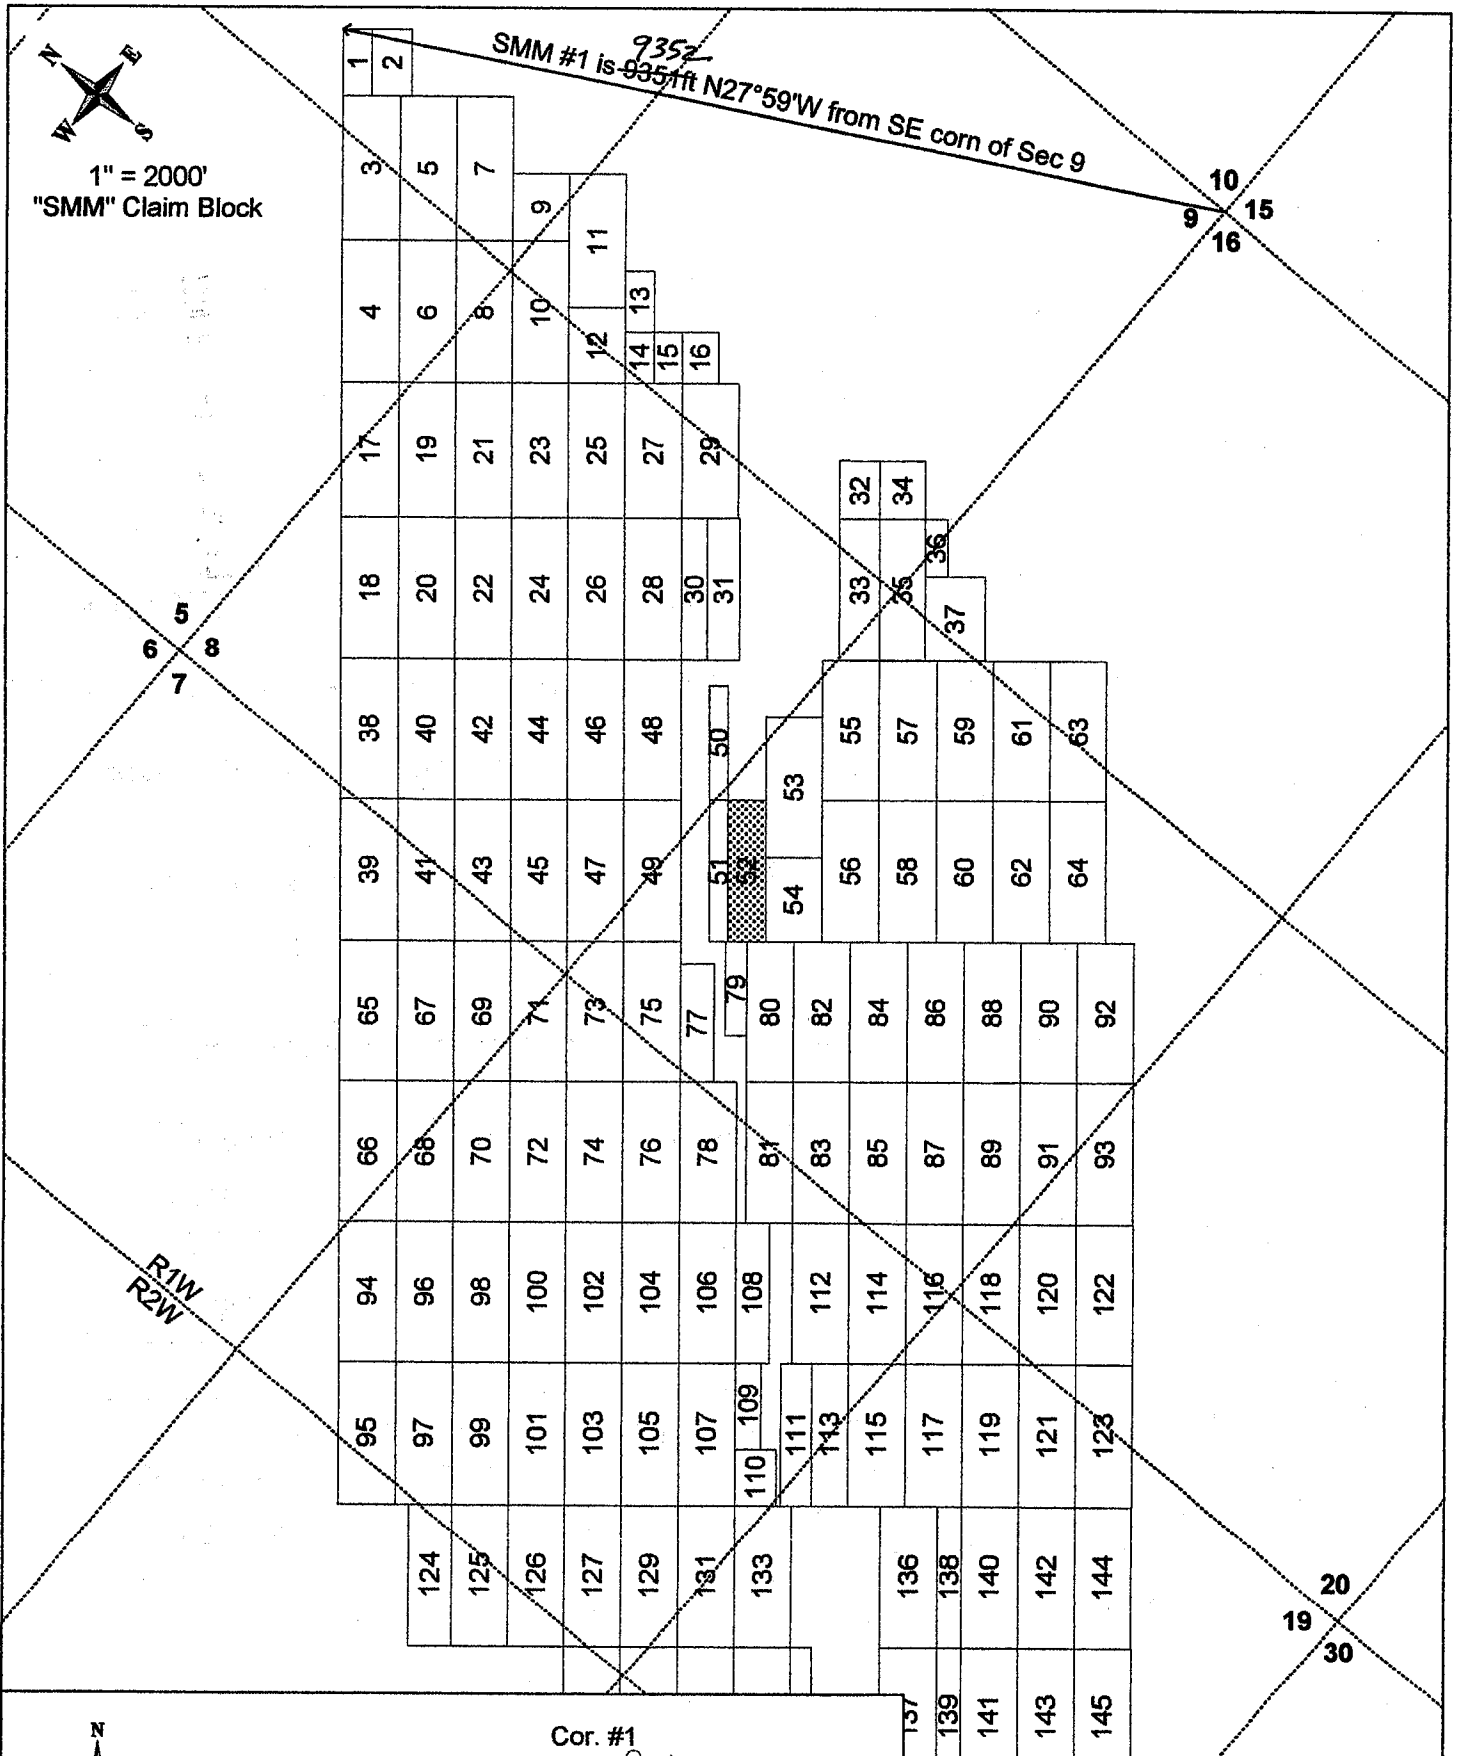 N E
W S
1" = 2000'
"SMM" Claim Block
9352
SMM #1 is 9351ft N27°59'W from SE corn of Sec 9
10
9 15
16
1 2
3 5 7
9 11
4 6 8 10 12 13
14 15 16
17 19 21 23 25 27 29
32 34
18 20 22 24 26 28 30 31 33 35 36 37
5
6 8
7
38 40 42 44 46 48 50 53 55 57 59 61 63
39 41 43 45 47 49 51 52 54 56 58 60 62 64
65 67 69 71 73 75 77 79 80 82 84 86 88 90 92
66 68 70 72 74 76 78 81 83 85 87 89 91 93
R1W
R2W
94 96 98 100 102 104 106 108 112 114 116 118 120 122
95 97 99 101 103 105 107 109 110 111 113 115 117 119 121 123
124 125 126 127 129 131 133 136 138 140 142 144
20
19
30
137 139 141 143 145
N
Cor. #1